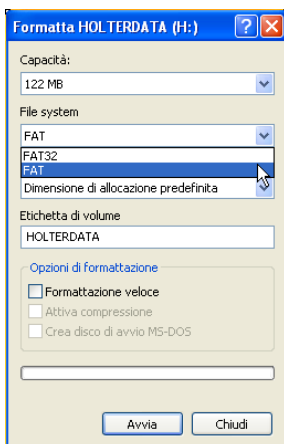 Formatta HOLTERDATA (H:)
Capacità:
122 MB
File system
FAT
FAT32
FAT
Dimensione di allocazione predefinita
Etichetta di volume
HOLTERDATA
Opzioni di formattazione
Formattazione veloce
Attiva compressione
Crea disco di avvio MS-DOS
Avvia
Chiudi